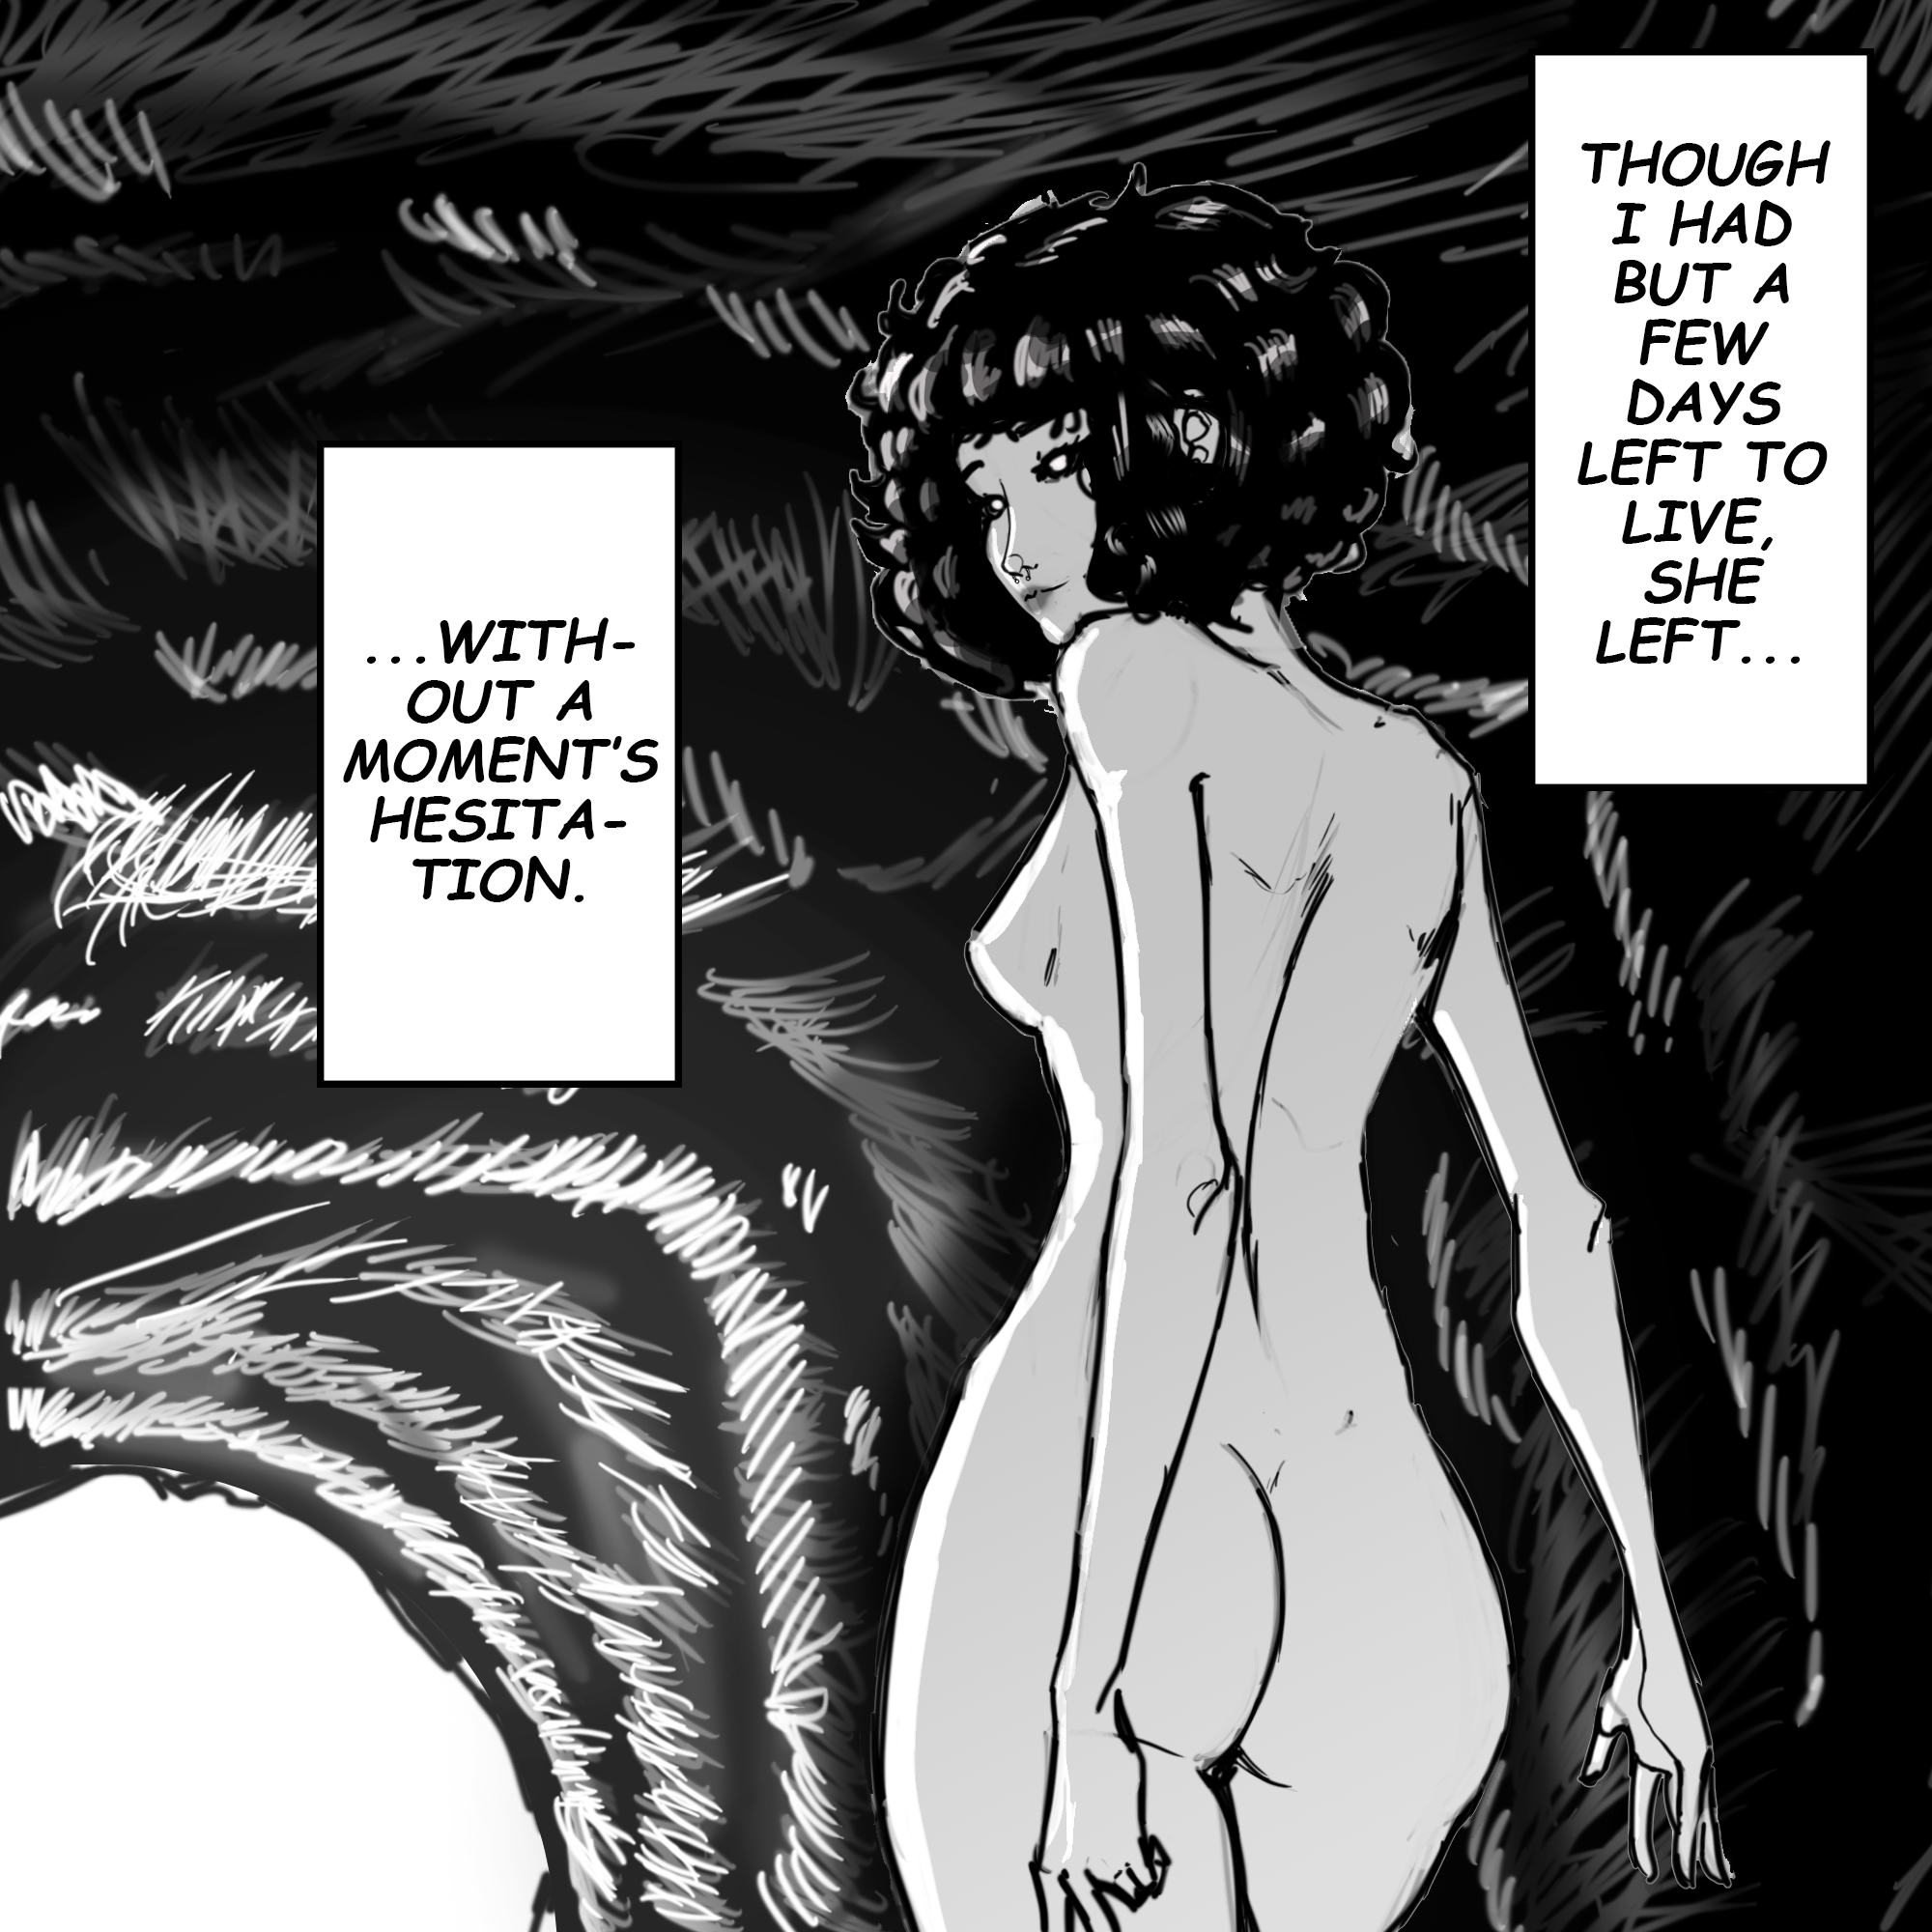 THOUGH
I HAD
BUT A
FEW
DAYS
LEFT TO
LIVE,
SHE
LEFT...
...WITH-
OUT A
MOMENT'S
HESITA-
TION.